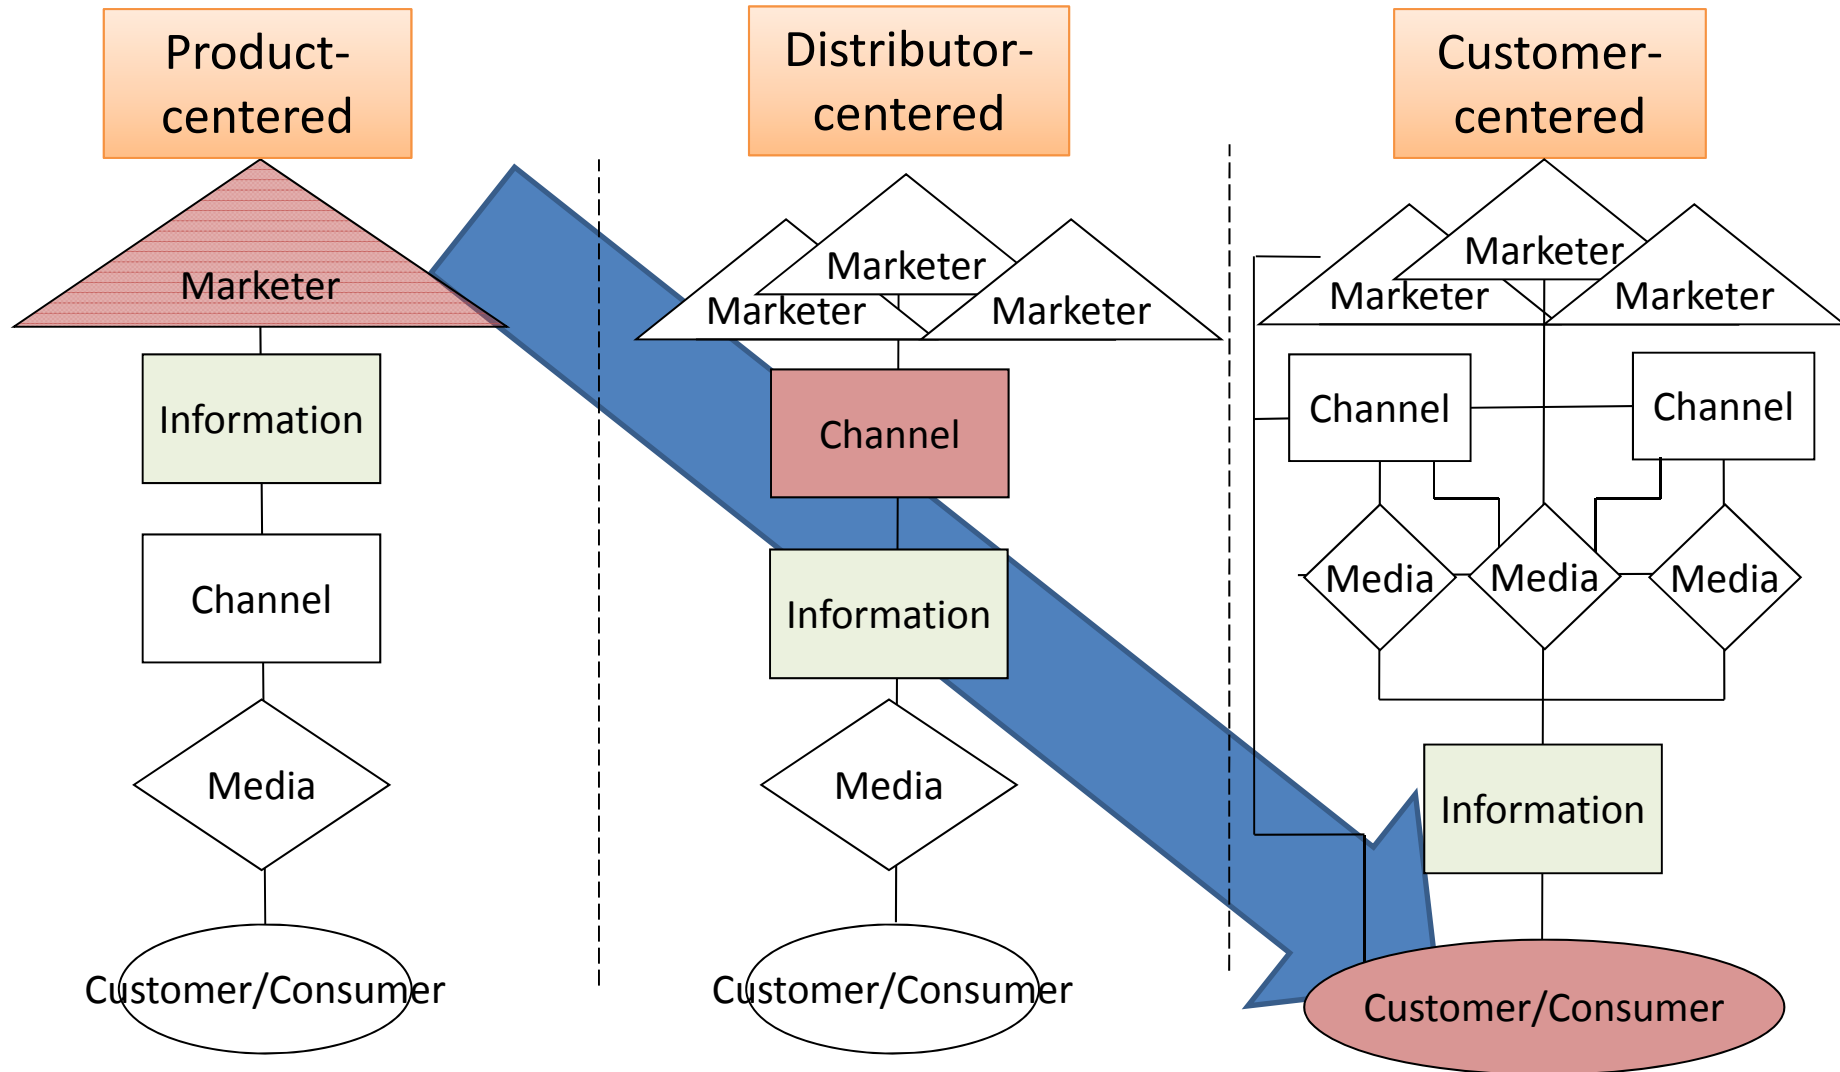 Product-
centered
Marketer
Information
Channel
Media
Customer/Consumer
Distributor-
centered
Marketer
Marketer
Marketer
Channel
Information
Media
Customer/Consumer
Customer-
centered
Marketer
Marketer
Marketer
Channel
Channel
Media
Media
Media
Information
Customer/Consumer